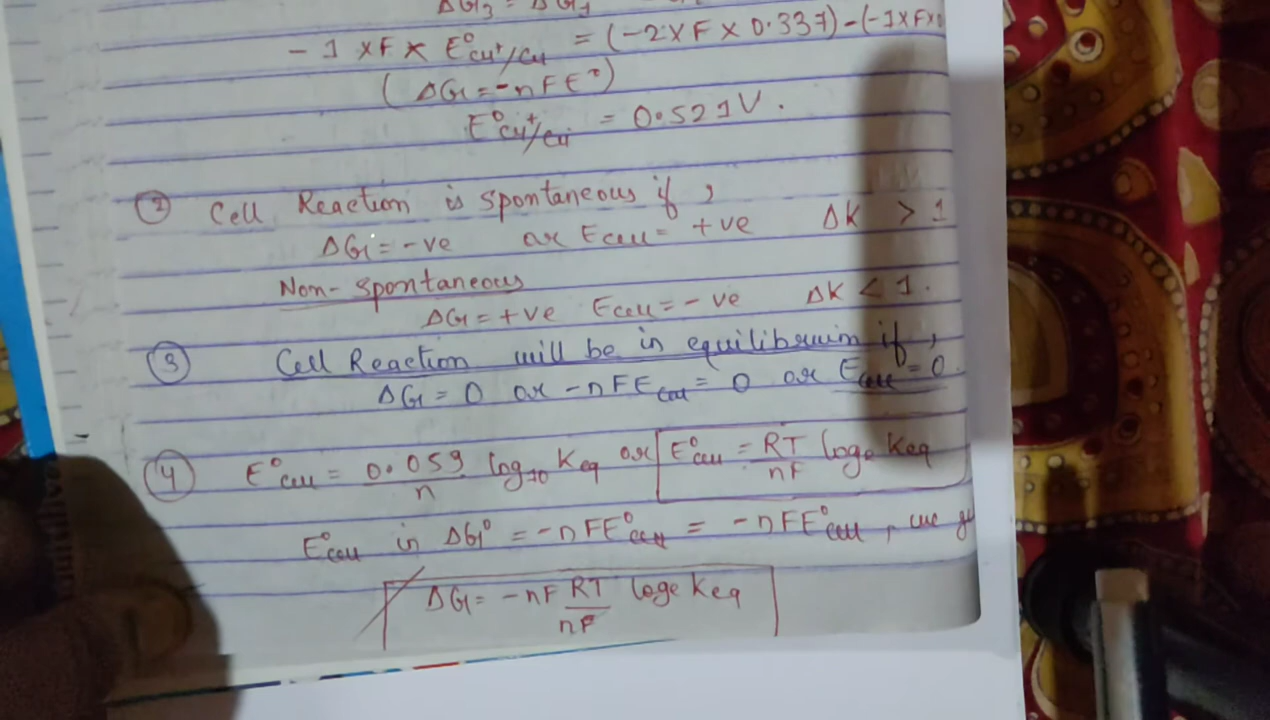 ΔG₃ = ΔG₁
- 1 × F × E°Cu⁺/Cu = (-2 × F × 0.337) - (-1 × F ×
(ΔG = -nFE°)
E°Cu⁺/Cu = 0.521V.
② Cell Reaction is spontaneous if,
ΔG = -ve or Ecell = +ve ΔK > 1
Non-spontaneous
ΔG = +ve Ecell = -ve ΔK < 1.
③ Cell Reaction will be in equilibrium if,
ΔG = 0 or -nFEcell = 0 or Ecell = 0.
④ E°cell = 0.059/n log₁₀ Keq or E°cell = RT/nF loge Keq
E°cell in ΔG° = -nFE°cell = -nFE°cell, we
ΔG = -nF RT/nF loge Keq